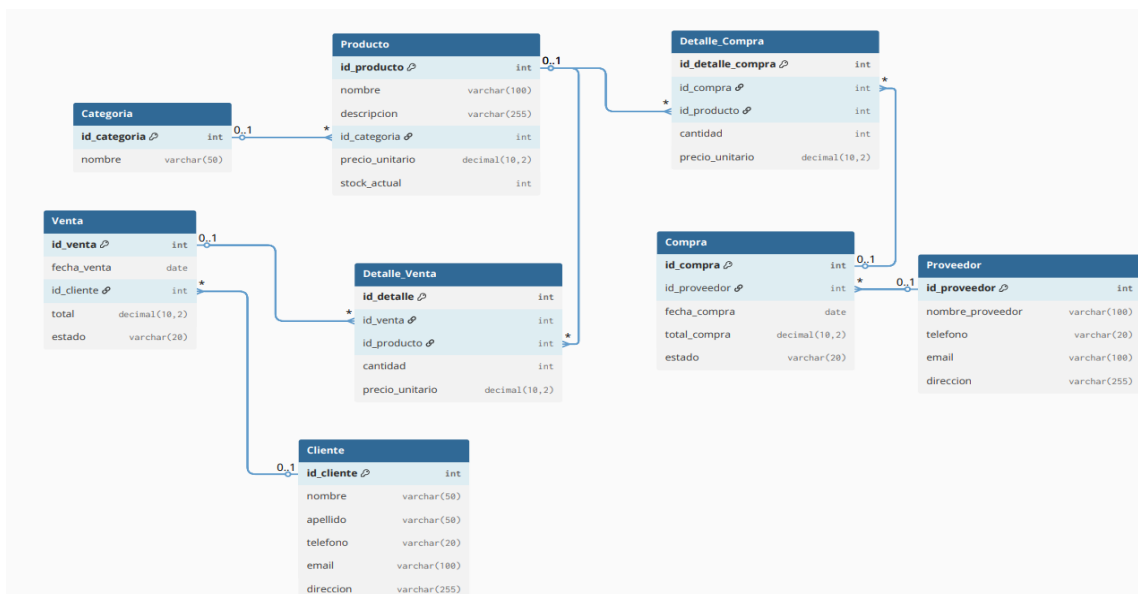 Categoria
id_categoria int
nombre varchar(50)
0..1
*
Producto
id_producto int
nombre varchar(100)
descripcion varchar(255)
id_categoria int
precio_unitario decimal(10,2)
stock_actual int
0..1
*
Detalle_Compra
id_detalle_compra int
id_compra int
id_producto int
cantidad int
precio_unitario decimal(10,2)
*
Venta
id_venta int
fecha_venta date
id_cliente int
total decimal(10,2)
estado varchar(20)
0..1
*
*
Detalle_Venta
id_detalle int
id_venta int
id_producto int
cantidad int
precio_unitario decimal(10,2)
*
Compra
id_compra int
id_proveedor int
fecha_compra date
total_compra decimal(10,2)
estado varchar(20)
0..1
*
0..1
Proveedor
id_proveedor int
nombre_proveedor varchar(100)
telefono varchar(20)
email varchar(100)
direccion varchar(255)
0..1
Cliente
id_cliente int
nombre varchar(50)
apellido varchar(50)
telefono varchar(20)
email varchar(100)
direccion varchar(255)